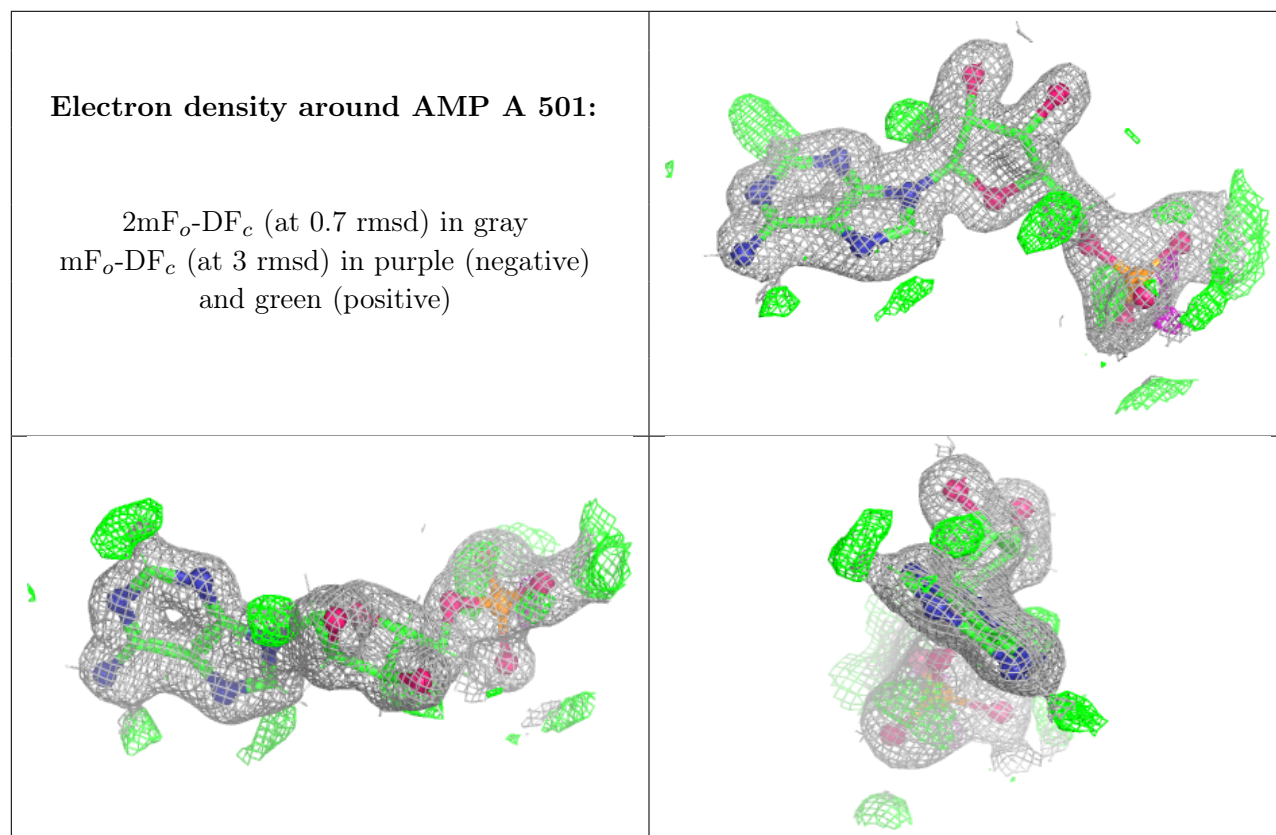 Electron density around AMP A 501:
2mFo-DFc (at 0.7 rmsd) in gray
mFo-DFc (at 3 rmsd) in purple (negative)
and green (positive)